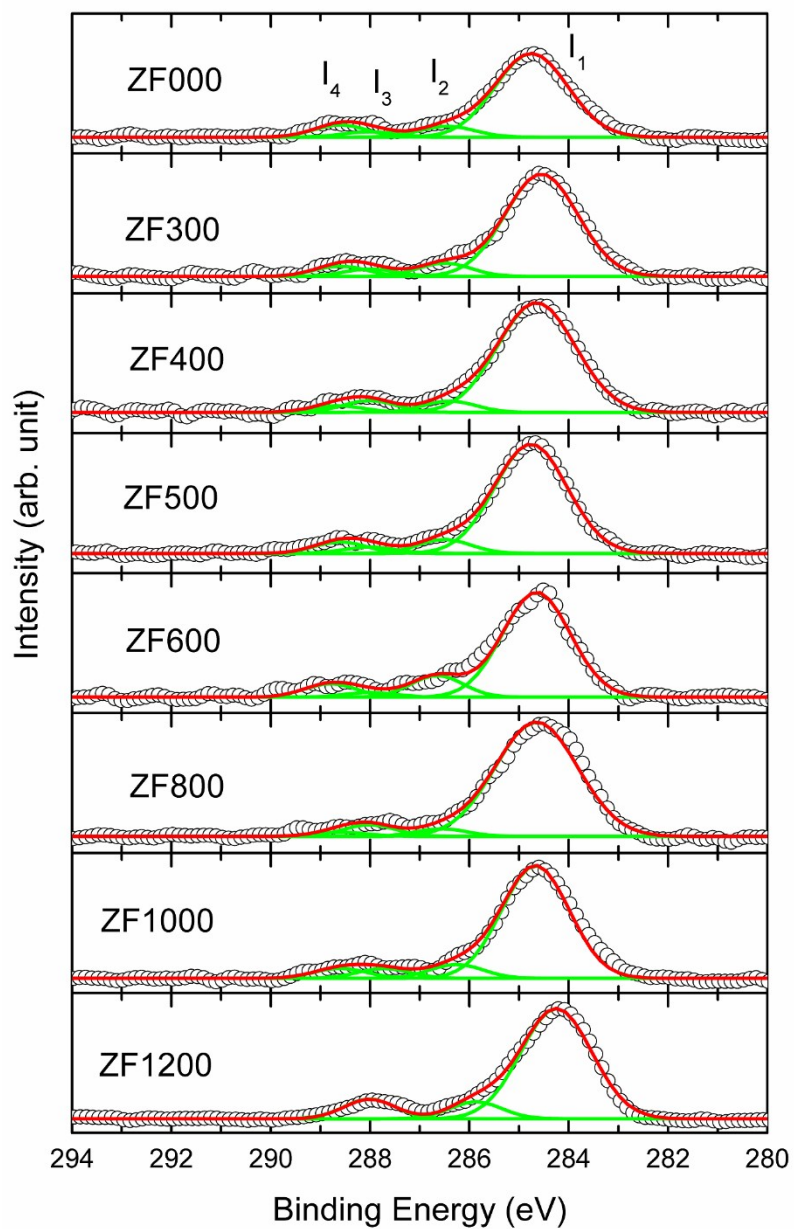 ZF000
I4 I3 I2 I1
ZF300
ZF400
ZF500
ZF600
ZF800
ZF1000
ZF1200
Intensity (arb. unit)
294 292 290 288 286 284 282 280
Binding Energy (eV)